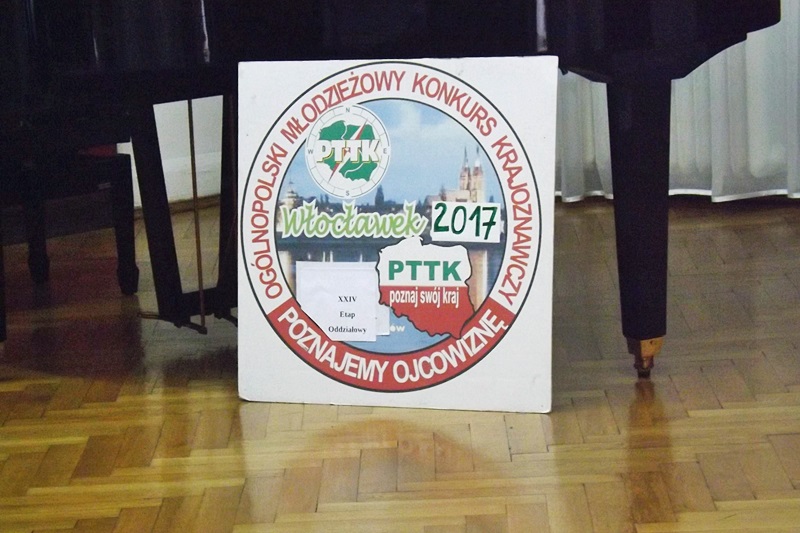 OGÓLNOPOLSKI MŁODZIEŻOWY KONKURS KRAJOZNAWCZY
N
W
E
S
PTTK
Włocławek 2017
PTTK
poznaj swój kraj
XXIV
Etap
Oddziałowy
POZNAJEMY OJCOWIZNĘ